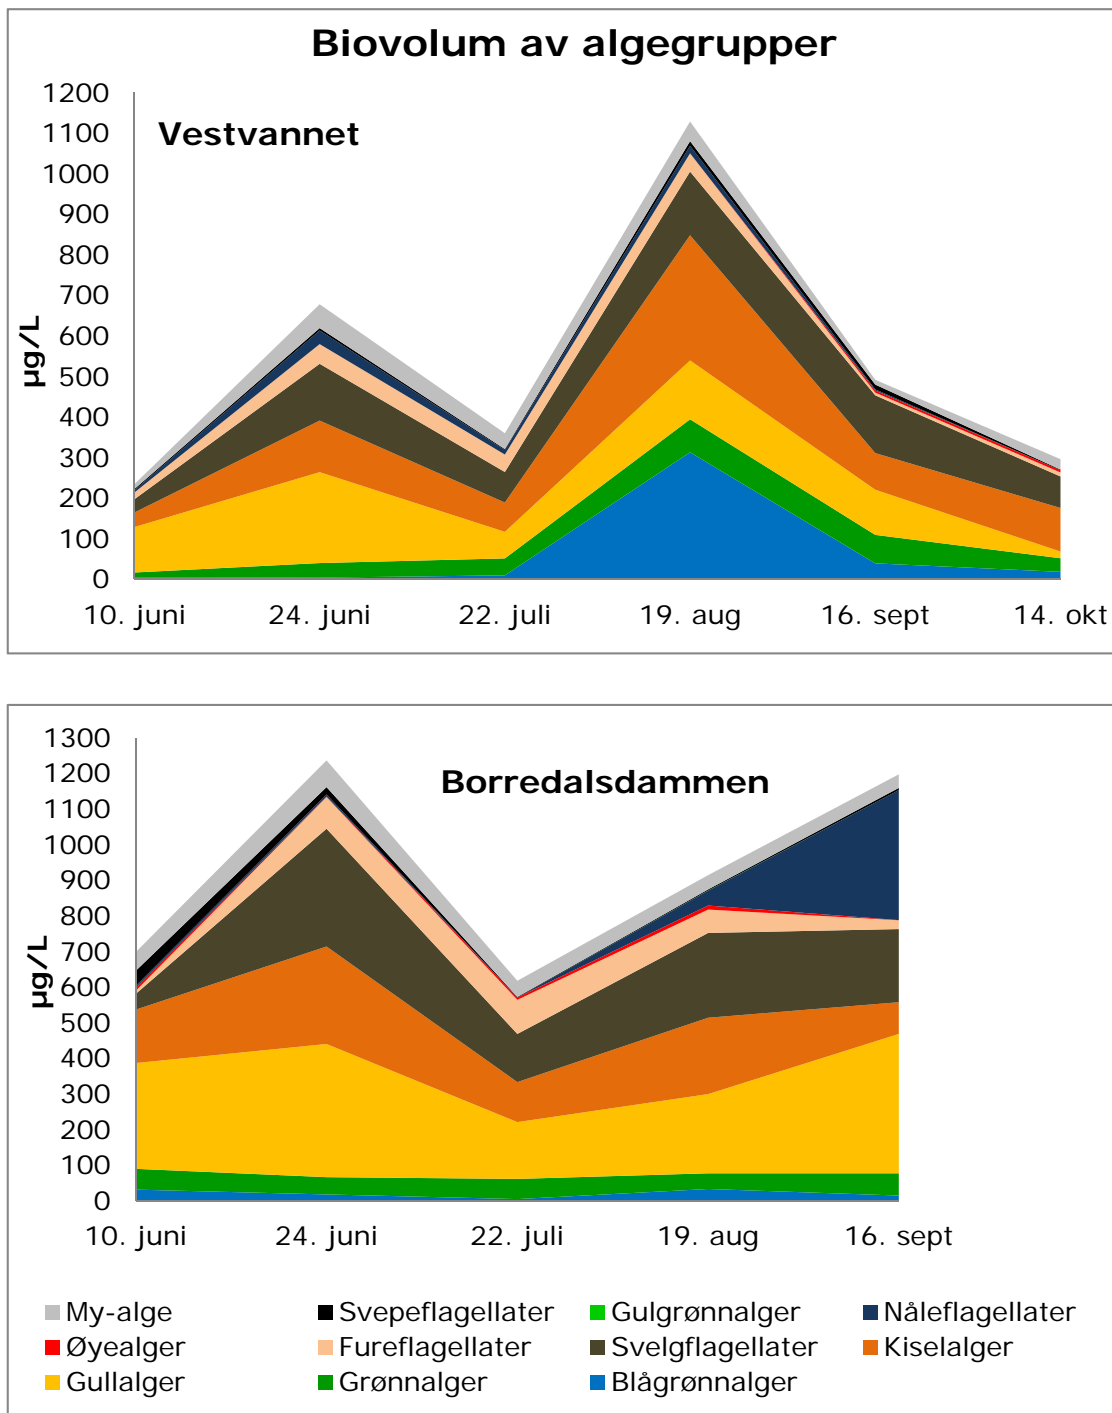 Biovolum av algegrupper
Vestvannet
µg/L
1200
1100
1000
900
800
700
600
500
400
300
200
100
0
10. juni 24. juni 22. juli 19. aug 16. sept 14. okt
Borredalsdammen
µg/L
1300
1200
1100
1000
900
800
700
600
500
400
300
200
100
0
10. juni 24. juni 22. juli 19. aug 16. sept
My-alge Svepeflagellater Gulgrønnalger Nåleflagellater
Øyealger Fureflagellater Svelgflagellater Kiselalger
Gullalger Grønnalger Blågrønnalger